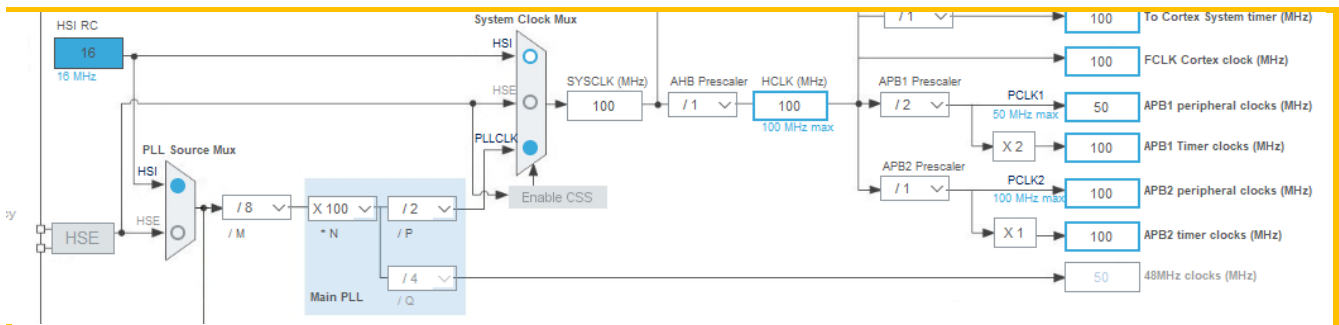 System Clock Mux
HSI RC
16
16 MHz
HSI
HSE
PLLCLK
Enable CSS
SYSCLK (MHz)
100
AHB Prescaler
/ 1
HCLK (MHz)
100
100 MHz max
/ 1
100
To Cortex System timer (MHz)
100
FCLK Cortex clock (MHz)
APB1 Prescaler
/ 2
PCLK1
50 MHz max
50
APB1 peripheral clocks (MHz)
X 2
100
APB1 Timer clocks (MHz)
APB2 Prescaler
/ 1
PCLK2
100 MHz max
100
APB2 peripheral clocks (MHz)
X 1
100
APB2 timer clocks (MHz)
50
48MHz clocks (MHz)
PLL Source Mux
HSI
HSE
cy
HSE
/ 8
/ M
X 100
* N
/ 2
/ P
/ 4
/ Q
Main PLL